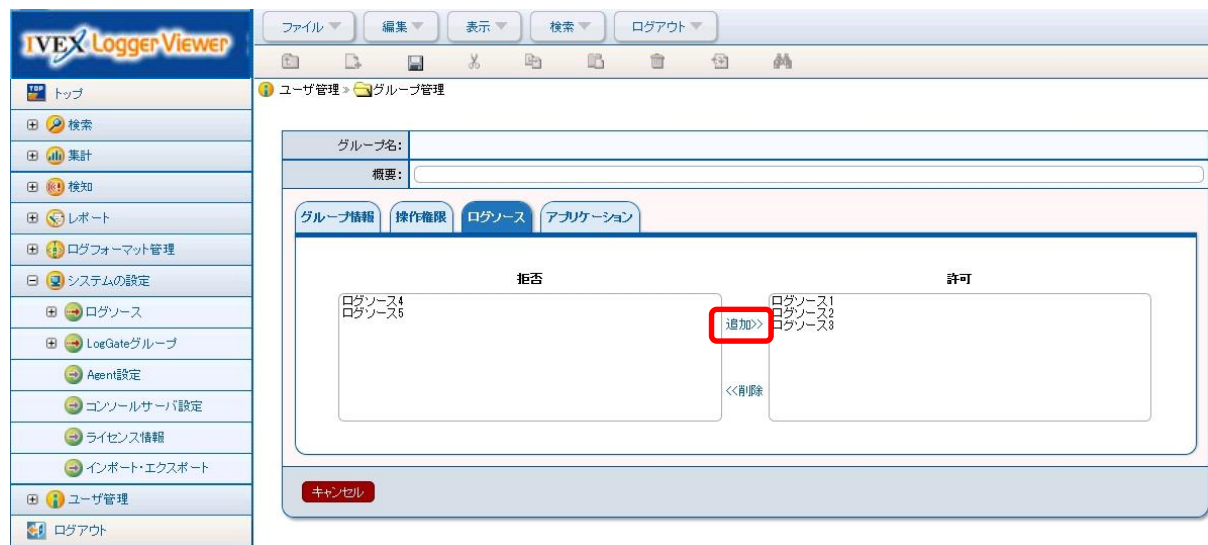 IVEX Logger Viewer
ファイル
編集
表示
検索
ログアウト
ユーザ管理 » グループ管理
TOP
トップ
検索
集計
検知
レポート
ログフォーマット管理
システムの設定
ログソース
LogGateグループ
Agent設定
コンソールサーバ設定
ライセンス情報
インポート・エクスポート
ユーザ管理
ログアウト
グループ名:
概要:
グループ情報
操作権限
ログソース
アプリケーション
拒否
ログソース4
ログソース5
追加>>
<<削除
許可
ログソース1
ログソース2
ログソース3
キャンセル